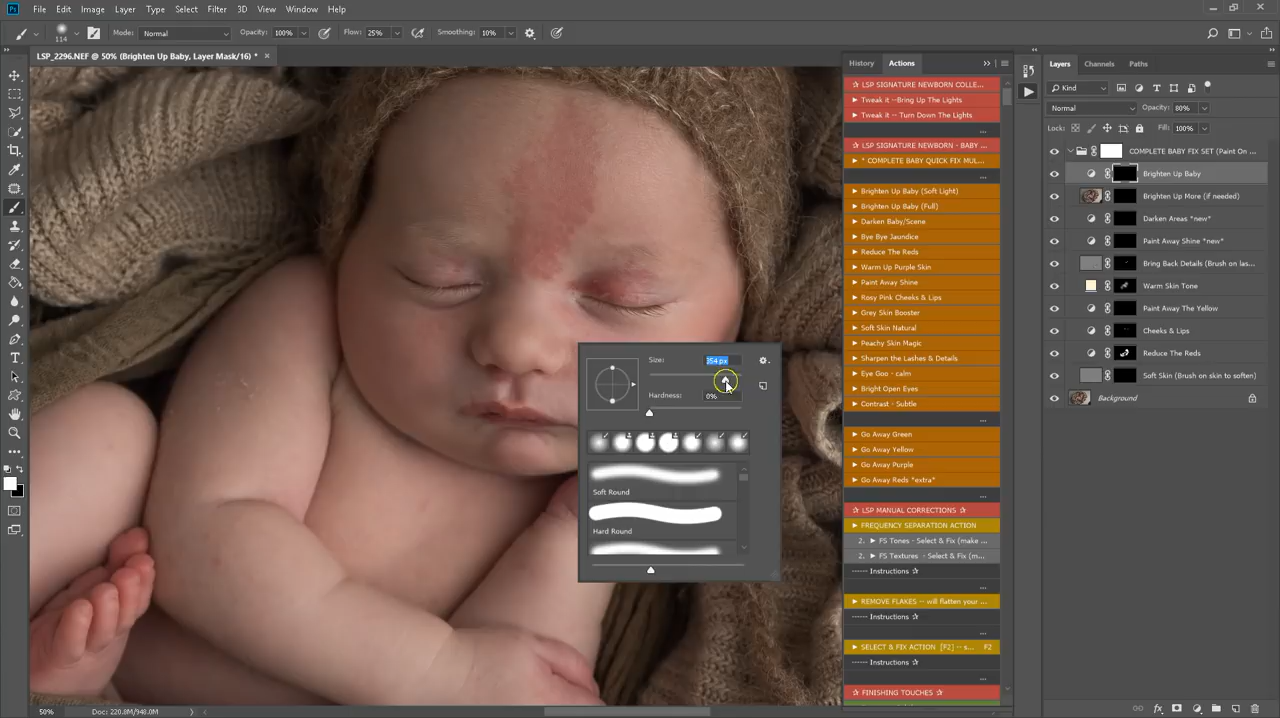 Ps File Edit Image Layer Type Select Filter 3D View Window Help
114 Mode: Normal Opacity: 100% Flow: 25% Smoothing: 10%
LSP_2296.NEF @ 50% (Brighten Up Baby, Layer Mask/16) * ×
History Actions
☆ LSP SIGNATURE NEWBORN COLLE...
Tweak it --Bring Up The Lights
Tweak it -- Turn Down The Lights
...
☆ LSP SIGNATURE NEWBORN - BABY ...
* COMPLETE BABY QUICK FIX MUL...
...
Brighten Up Baby (Soft Light)
Brighten Up Baby (Full)
Darken Baby/Scene
Bye Bye Jaundice
Reduce The Reds
Warm Up Purple Skin
Paint Away Shine
Rosy Pink Cheeks & Lips
Grey Skin Booster
Soft Skin Natural
Peachy Skin Magic
Sharpen the Lashes & Details
Eye Goo - calm
Bright Open Eyes
Contrast - Subtle
...
Go Away Green
Go Away Yellow
Go Away Purple
Go Away Reds *extra*
...
☆ LSP MANUAL CORRECTIONS ☆
FREQUENCY SEPARATION ACTION
2. ▶ FS Tones - Select & Fix (make ...
2. ▶ FS Textures - Select & Fix (m...
------ Instructions ☆
...
REMOVE FLAKES -- will flatten your ...
------ Instructions ☆
...
SELECT & FIX ACTION [F2] -- s... F2
------ Instructions ☆
...
☆ FINISHING TOUCHES ☆
Layers Channels Paths
Kind
Normal Opacity: 80%
Lock: Fill: 100%
COMPLETE BABY FIX SET (Paint On ...
Brighten Up Baby
Brighten Up More (if needed)
Darken Areas *new*
Paint Away Shine *new*
Bring Back Details (Brush on las...
Warm Skin Tone
Paint Away The Yellow
Cheeks & Lips
Reduce The Reds
Soft Skin (Brush on skin to soften)
Background
Size: 354 px
Hardness: 0%
Soft Round
Hard Round
50% Doc: 220.8M/948.0M